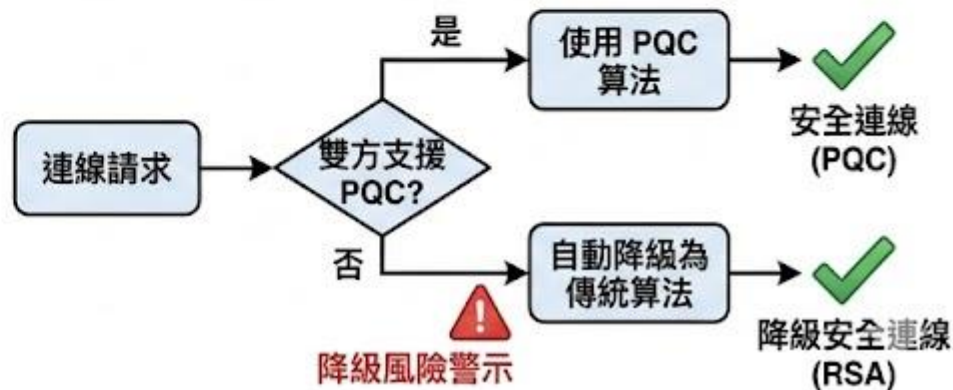 連線請求
雙方支援
PQC?
是
使用 PQC
算法
安全連線
(PQC)
否
降級風險警示
自動降級為
傳統算法
降級安全連線
(RSA)